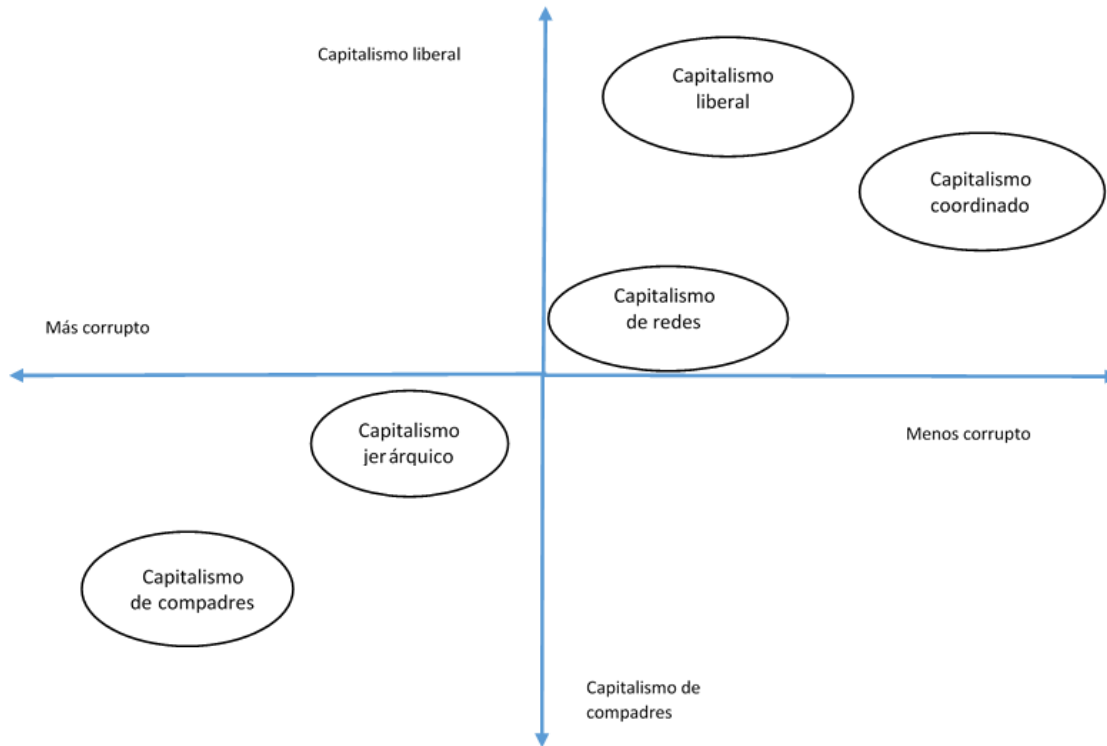 Capitalismo liberal
Capitalismo
liberal
Capitalismo
coordinado
Capitalismo
de redes
Más corrupto
Menos corrupto
Capitalismo
jerárquico
Capitalismo
de compadres
Capitalismo de
compadres